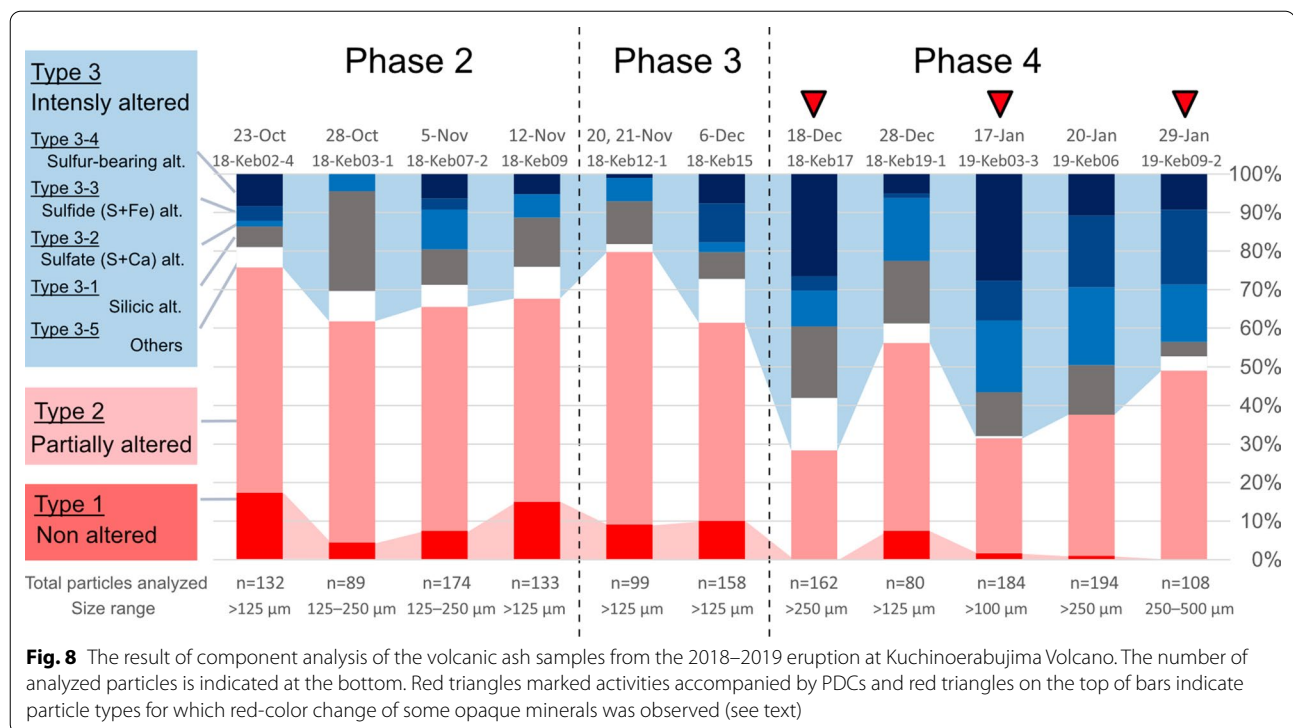 Phase 2 Phase 3 Phase 4
Type 3
Intensly altered
Type 3-4
Sulfur-bearing alt.
Type 3-3
Sulfide (S+Fe) alt.
Type 3-2
Sulfate (S+Ca) alt.
Type 3-1
Silicic alt.
Type 3-5
Others
Type 2
Partially altered
Type 1
Non altered
23-Oct 28-Oct 5-Nov 12-Nov 20, 21-Nov 6-Dec 18-Dec 28-Dec 17-Jan 20-Jan 29-Jan
18-Keb02-4 18-Keb03-1 18-Keb07-2 18-Keb09 18-Keb12-1 18-Keb15 18-Keb17 18-Keb19-1 19-Keb03-3 19-Keb06 19-Keb09-2
100%
90%
80%
70%
60%
50%
40%
30%
20%
10%
0%
Total particles analyzed n=132 n=89 n=174 n=133 n=99 n=158 n=162 n=80 n=184 n=194 n=108
Size range >125 µm 125–250 µm 125–250 µm >125 µm >125 µm >125 µm >250 µm >125 µm >100 µm >250 µm 250–500 µm
Fig. 8 The result of component analysis of the volcanic ash samples from the 2018–2019 eruption at Kuchinoerabujima Volcano. The number of
analyzed particles is indicated at the bottom. Red triangles marked activities accompanied by PDCs and red triangles on the top of bars indicate
particle types for which red-color change of some opaque minerals was observed (see text)